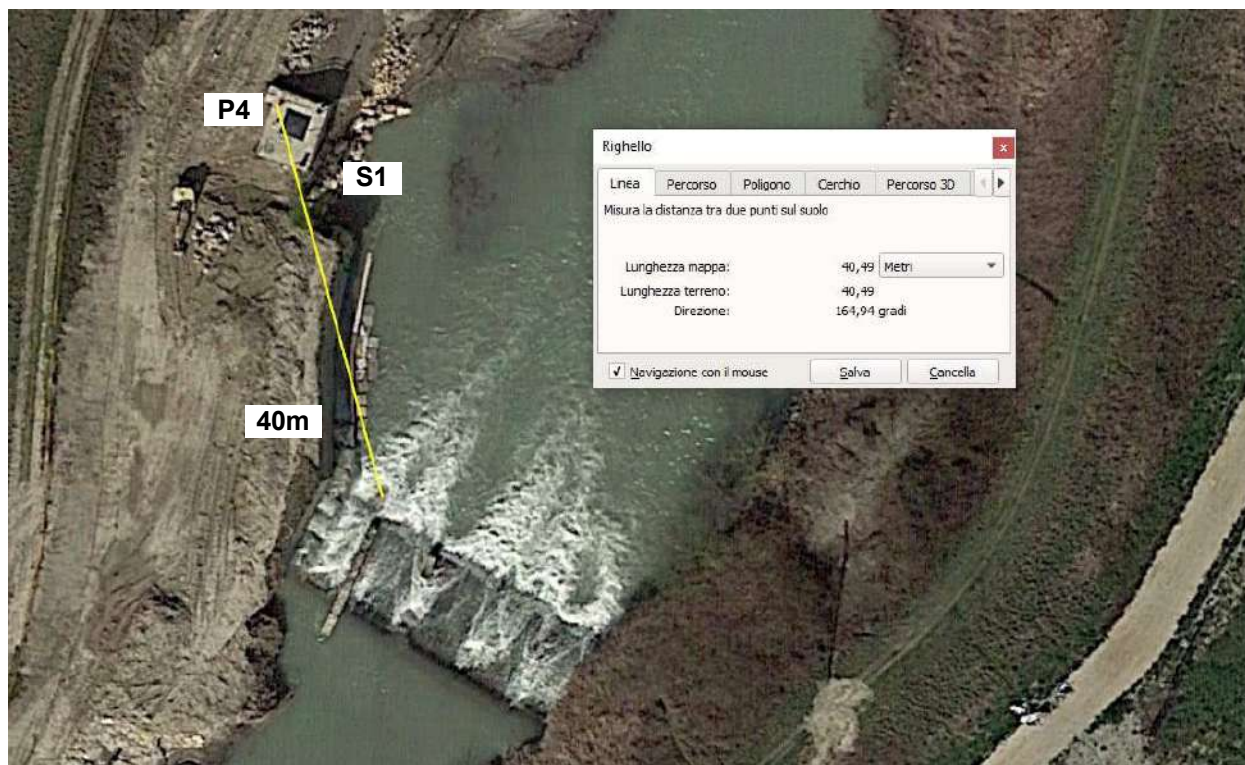 P4
S1
40m
Righello
x
Linea Percorso Poligono Cerchio Percorso 3D
Misura la distanza tra due punti sul suolo
Lunghezza mappa: 40,49 Metri
Lunghezza terreno: 40,49
Direzione: 164,94 gradi
Navigazione con il mouse Salva Cancella